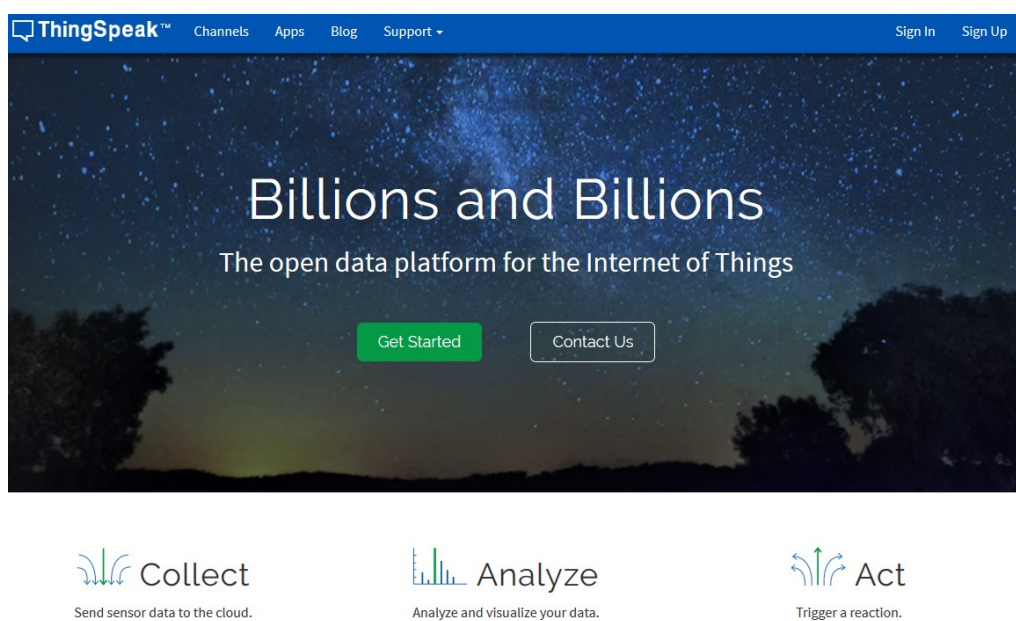 ThingSpeak™ Channels Apps Blog Support Sign In Sign Up
Billions and Billions
The open data platform for the Internet of Things
Get Started Contact Us
Collect Analyze Act
Send sensor data to the cloud. Analyze and visualize your data. Trigger a reaction.